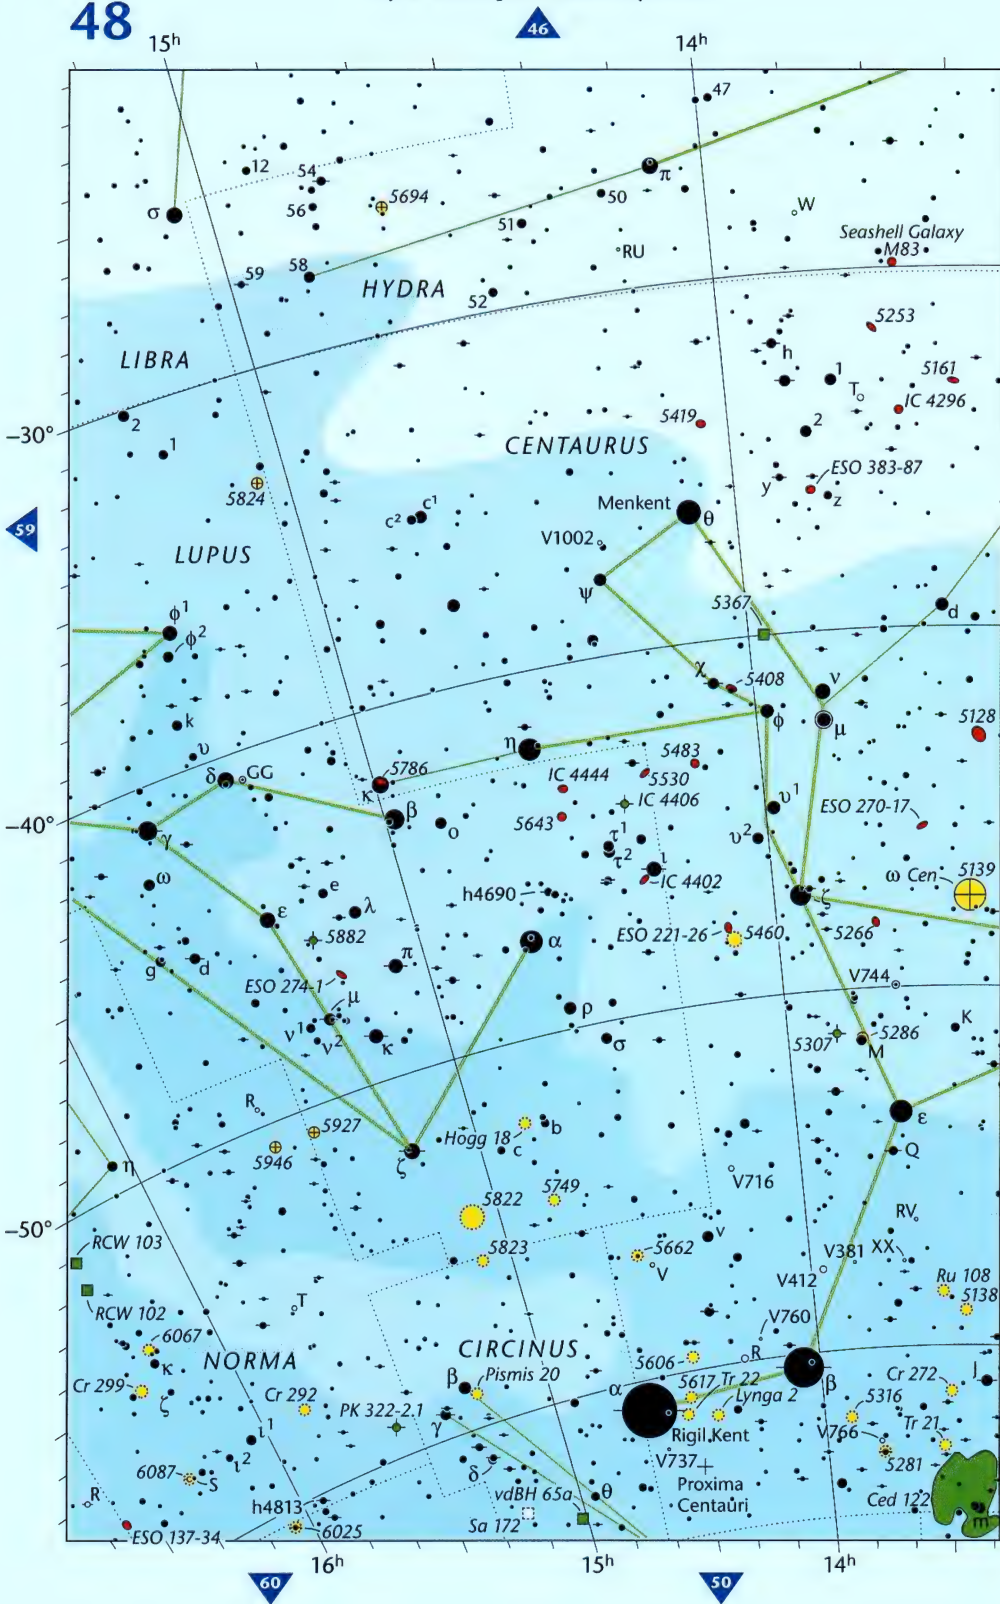 48
46
15h
14h
47
12
54
π
σ
5694
50
56
W
51
RU
Seashell Galaxy
M83
58
59
HYDRA
52
5253
h
LIBRA
1
5161
T
IC 4296
2
5419
2
−30°
CENTAURUS
1
ESO 383-87
y
z
5824
Menkent
θ
c2
c1
59
V1002
LUPUS
ψ
5367
d
ϕ1
ϕ2
χ
5408
ν
k
ϕ
μ
5128
υ
η
5483
δ
GG
5786
IC 4444
5530
κ
IC 4406
υ1
ESO 270-17
β
5643
−40°
γ
ο
τ1
υ2
τ2
ι
ω Cen
5139
ω
e
h4690
IC 4402
ζ
λ
ε
5266
5882
α
ESO 221-26
5460
g
d
π
V744
ESO 274-1
μ
ρ
K
ν1
ν2
κ
σ
5307
5286
M
R
5927
ε
Hogg 18
b
5946
ζ
c
Q
η
5822
5749
V716
RV
−50°
RCW 103
5823
5662
v
V
V381
XX
V412
RCW 102
T
V760
Ru 108
5138
6067
κ
NORMA
CIRCINUS
R
J
β
Pismis 20
5606
β
Cr 272
Cr 299
ζ
Cr 292
PK 322-2.1
α
5617
Tr 22
Lynga 2
5316
γ
Rigil Kent
V766
Tr 21
ι1
ι2
V737
5281
6087
S
δ
Proxima
Centauri
θ
vdBH 65a
Ced 122
R
h4813
m
ESO 137-34
6025
Sa 172
16h
15h
14h
60
50